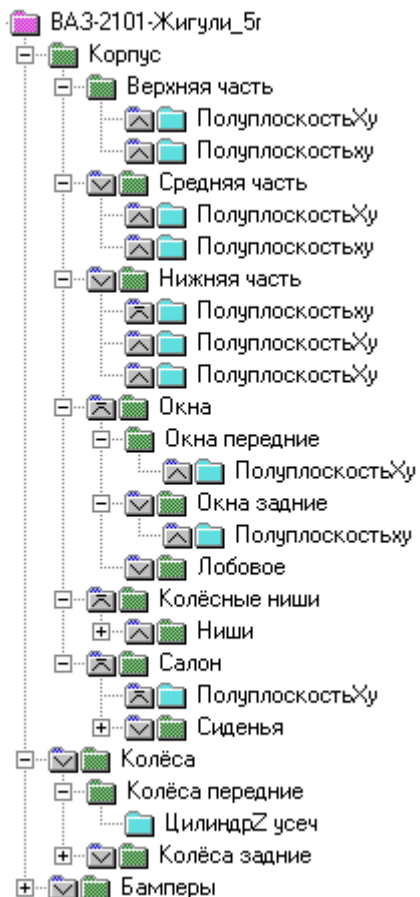 ВАЗ-2101-Жигули_5г
Корпус
Верхняя часть
ПолуплоскостьXy
Полуплоскостьxy
Средняя часть
ПолуплоскостьXy
Полуплоскостьxy
Нижняя часть
Полуплоскостьxy
ПолуплоскостьXy
ПолуплоскостьXy
Окна
Окна передние
ПолуплоскостьXy
Окна задние
Полуплоскостьxy
Лобовое
Колёсные ниши
Ниши
Салон
ПолуплоскостьXy
Сиденья
Колёса
Колёса передние
ЦилиндрZ усеч
Колёса задние
Бамперы